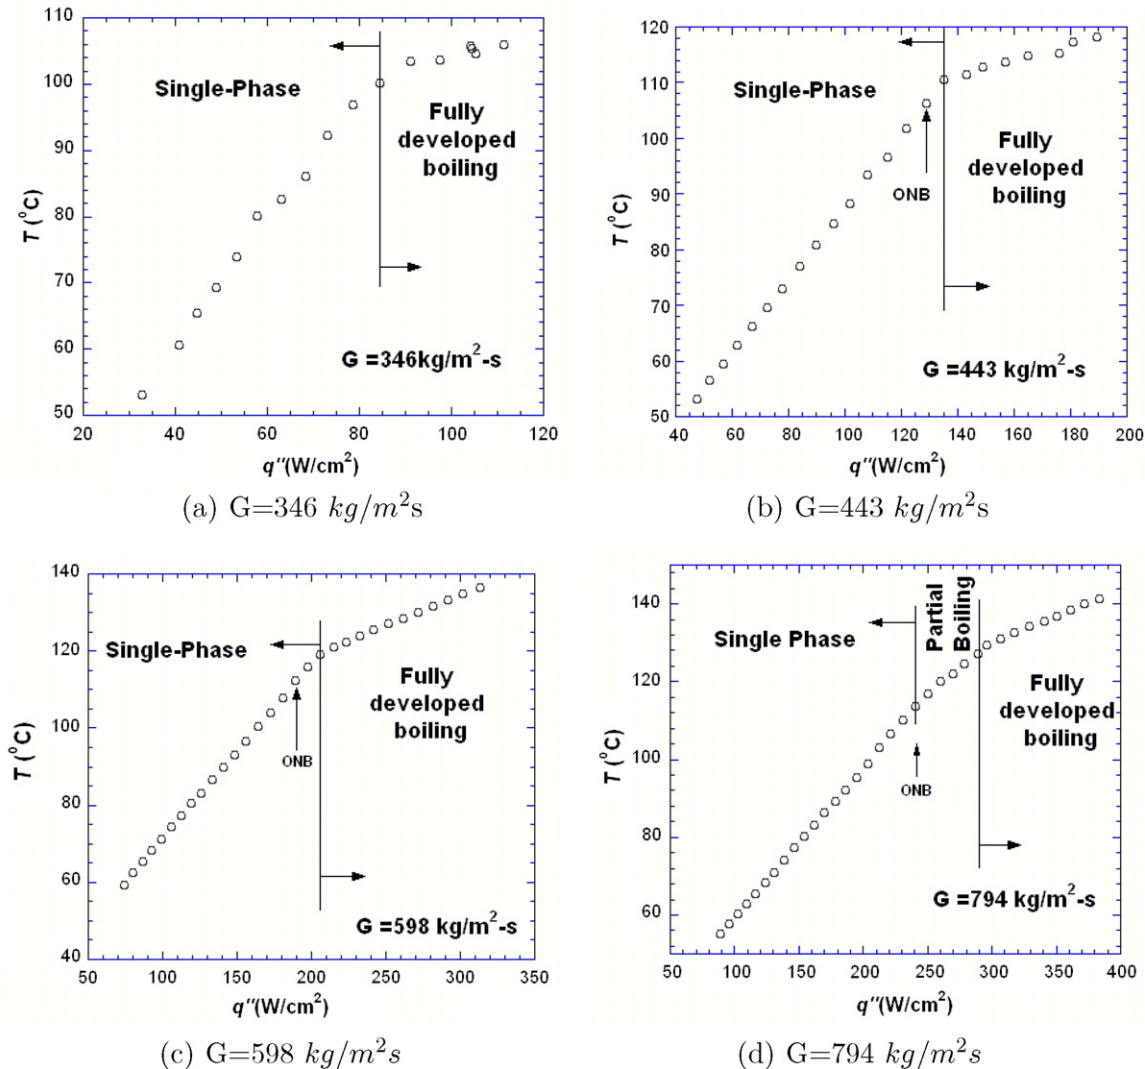 110
100
90
80
70
60
50
20 40 60 80 100 120
T (°C)
q"(W/cm²)
Single-Phase
Fully
developed
boiling
G =346kg/m²-s
(a) G=346 kg/m²s
120
110
100
90
80
70
60
50
40 60 80 100 120 140 160 180 200
T (°C)
q"(W/cm²)
Single-Phase
ONB
Fully
developed
boiling
G =443 kg/m²-s
(b) G=443 kg/m²s
140
120
100
80
60
40
50 100 150 200 250 300 350
T (°C)
q"(W/cm²)
Single-Phase
ONB
Fully
developed
boiling
G =598 kg/m²-s
(c) G=598 kg/m²s
140
120
100
80
60
50 100 150 200 250 300 350 400
T (°C)
q"(W/cm²)
Single Phase
Partial
Boiling
ONB
Fully
developed
boiling
G =794 kg/m²-s
(d) G=794 kg/m²s